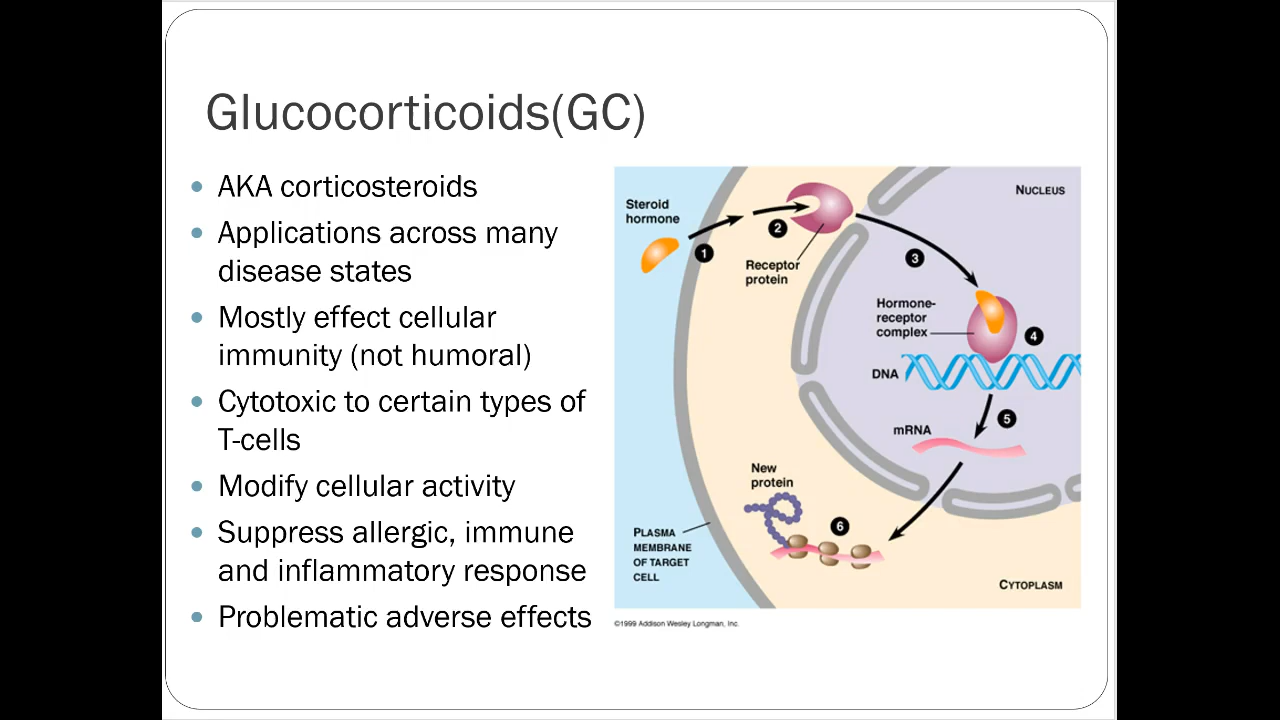 Glucocorticoids(GC)
• AKA corticosteroids
• Applications across many
disease states
• Mostly effect cellular
immunity (not humoral)
• Cytotoxic to certain types of
T-cells
• Modify cellular activity
• Suppress allergic, immune
and inflammatory response
• Problematic adverse effects
NUCLEUS
Steroid
hormone
1
2
Receptor
protein
3
Hormone-
receptor
complex
4
DNA
5
mRNA
New
protein
6
PLASMA
MEMBRANE
OF TARGET
CELL
CYTOPLASM
©1999 Addison Wesley Longman, Inc.